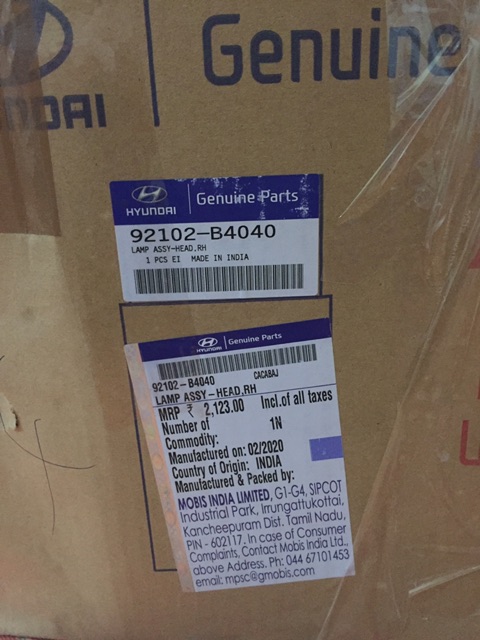 Genuine
HYUNDAI
HYUNDAI Genuine Parts
92102-B4040
LAMP ASSY-HEAD,RH
1 PCS EI MADE IN INDIA
HYUNDAI Genuine Parts
92102-B4040 CACABAJ
LAMP ASSY-HEAD,RH
MRP ₹ 2,123.00 Incl.of all taxes
Number of 1N
Commodity:
Manufactured on: 02/2020
Country of Origin: INDIA
Manufactured & Packed by:
MOBIS INDIA LIMITED, G1-G4, SIPCOT
Industrial Park, Irrungattukottai,
Kancheepuram Dist. Tamil Nadu,
PIN - 602117. In case of Consumer
Complaints, Contact Mobis India Ltd.,
above Address. Ph: 044 67101453
email: mpsc@gmobis.com